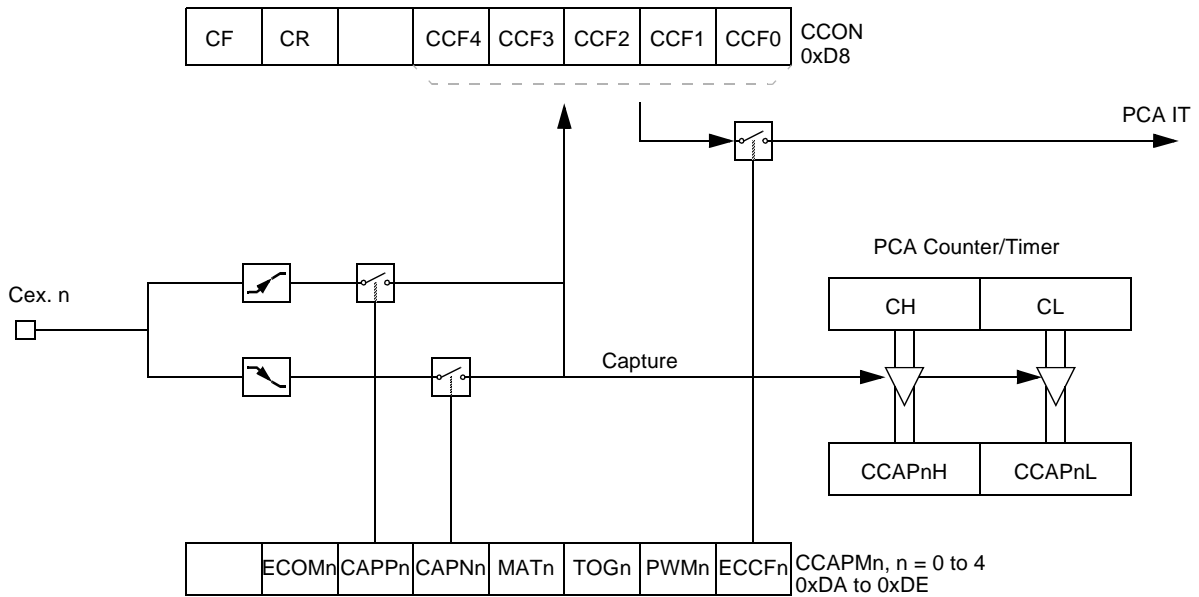 CF CR CCF4 CCF3 CCF2 CCF1 CCF0
CCON
0xD8
PCA IT
PCA Counter/Timer
Cex. n
CH CL
Capture
CCAPnH CCAPnL
ECOMn CAPPn CAPNn MATn TOGn PWMn ECCFn
CCAPMn, n = 0 to 4
0xDA to 0xDE